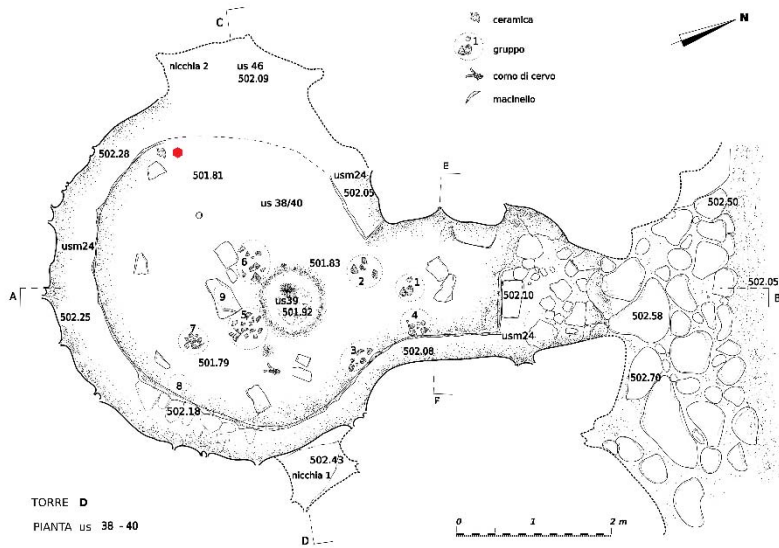 C
ceramica
1
gruppo
corno di cervo
macinello
N
nicchia 2
us 46
502.09
502.28
501.81
usm24
502.05
E
502.50
us 38/40
usm24
501.83
6
2
1
A
9
us39
501.92
502.10
502.05
B
502.25
5
4
502.58
7
usm24
501.79
3
502.08
8
502.70
502.18
F
502.43
nicchia 1
TORRE D
PIANTA us 38 - 40
0 1 2 m
D